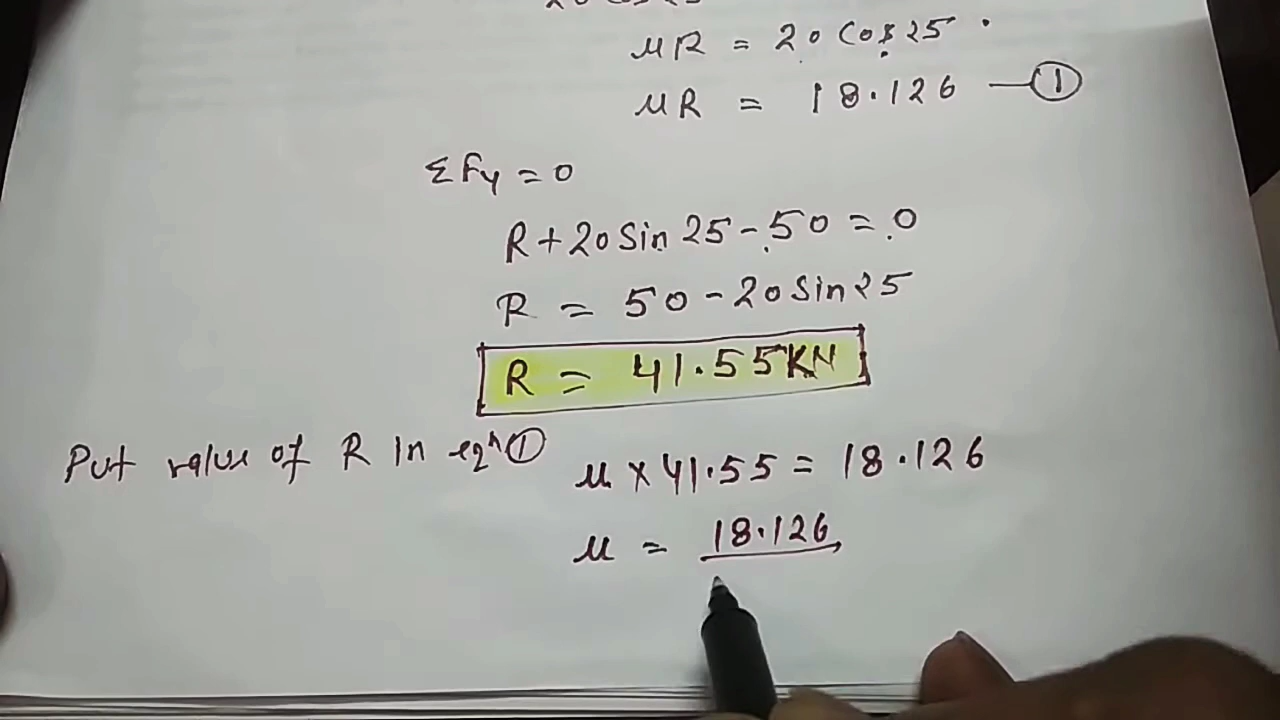 μR = 20 Cos 25
μR = 18.126 — ①
ΣFy = 0
R + 20 Sin 25 - 50 = 0
R = 50 - 20 Sin 25
R = 41.55 KN
Put value of R In eqⁿ ①
μ × 41.55 = 18.126
μ = 18.126